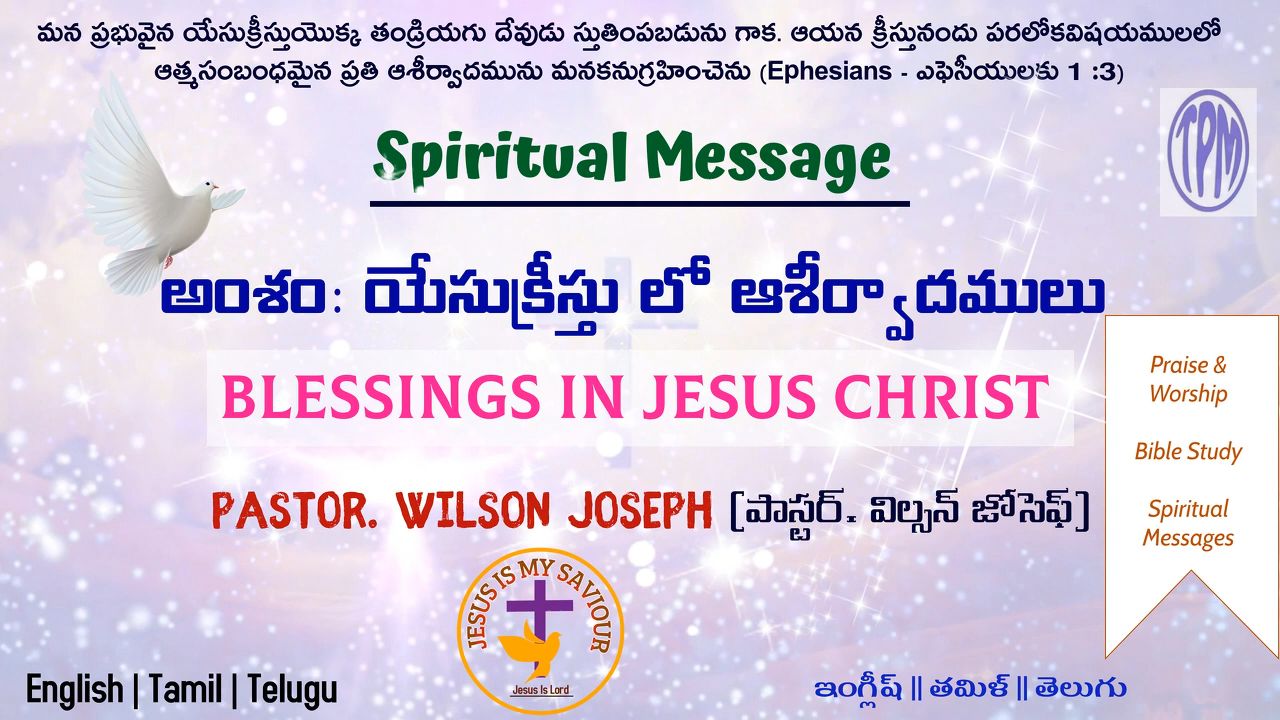 మన ప్రభువైన యేసుక్రీస్తుయొక్క తండ్రియగు దేవుడు స్తుతింపబడును గాక. ఆయన క్రీస్తునందు పరలోకవిషయములలో
ఆత్మసంబంధమైన ప్రతి ఆశీర్వాదమును మనకనుగ్రహించెను (Ephesians - ఎఫెసీయులకు 1 :3)
TPM
Spiritual Message
అంశం: యేసుక్రీస్తు లో ఆశీర్వాదములు
BLESSINGS IN JESUS CHRIST
Praise &
Worship
Bible Study
Spiritual
Messages
PASTOR. WILSON JOSEPH [పాస్టర్. విల్సన్ జోసెఫ్]
JESUS IS MY SAVIOUR
Jesus Is Lord
English | Tamil | Telugu
ఇంగ్లీష్ || తమిళ్ || తెలుగు